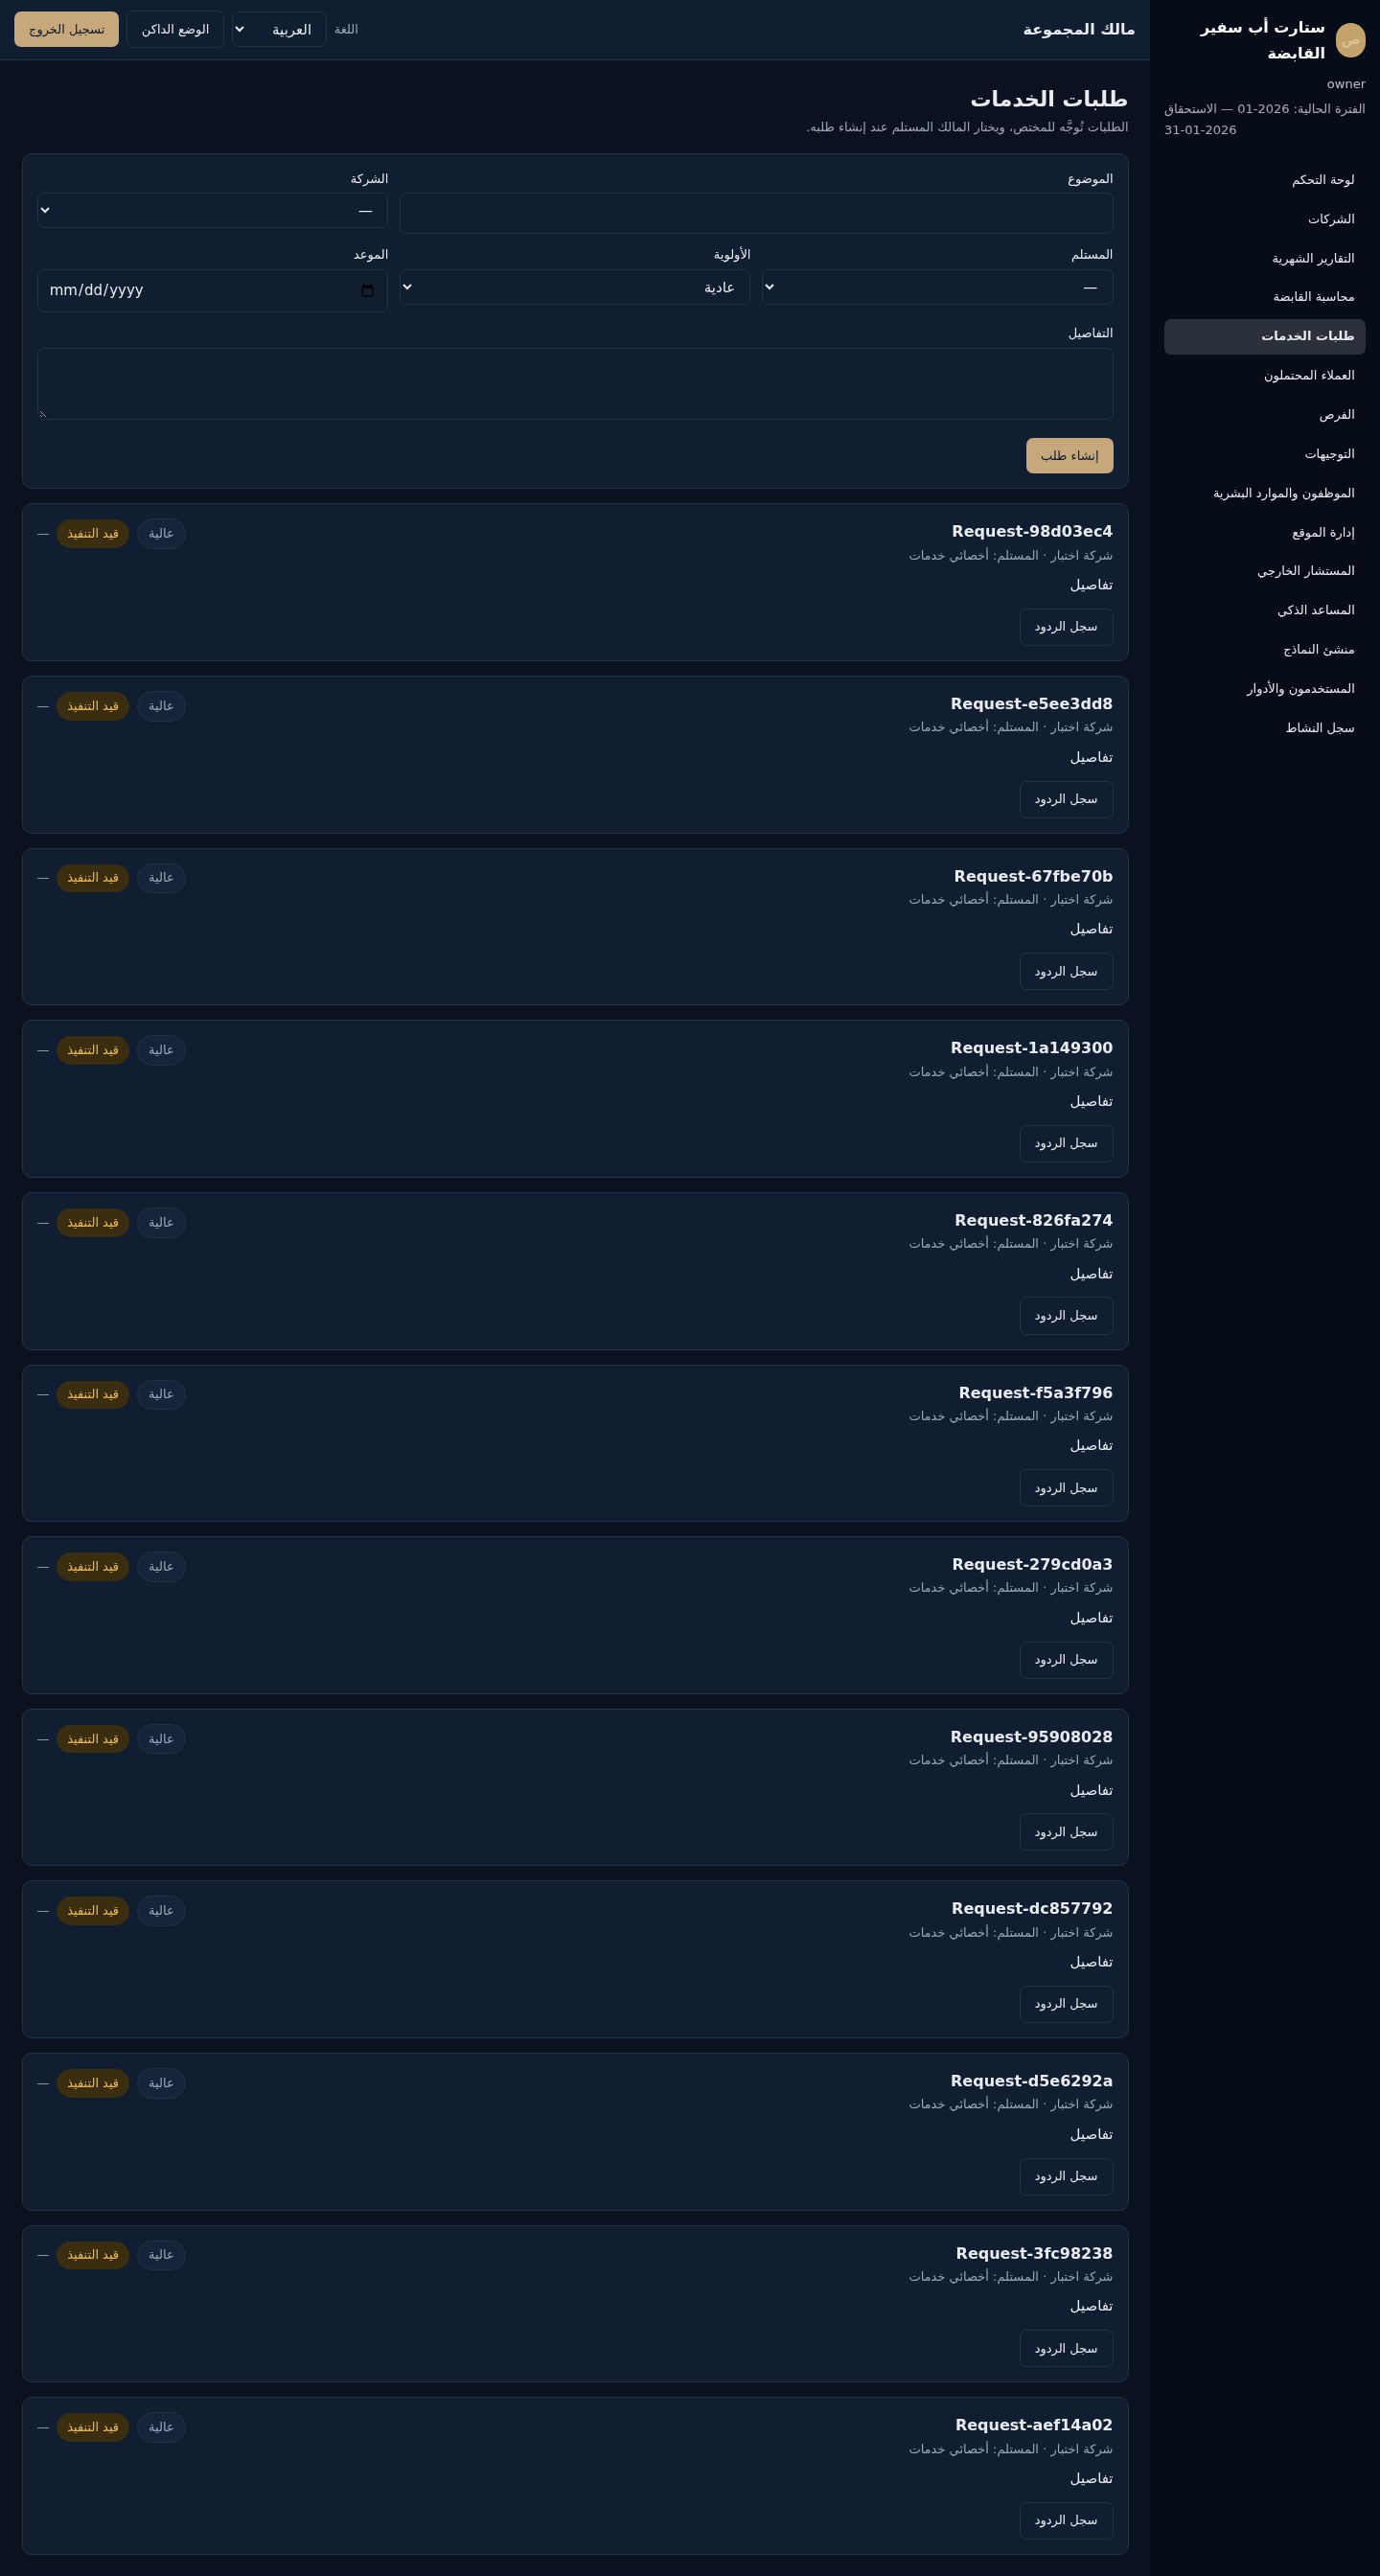 ص
ستارت أب سفير
القابضة
owner
الفترة الحالية: 2026-01 — الاستحقاق
2026-01-31
لوحة التحكم
الشركات
التقارير الشهرية
محاسبة القابضة
طلبات الخدمات
العملاء المحتملون
الفرص
التوجيهات
الموظفون والموارد البشرية
إدارة الموقع
المستشار الخارجي
المساعد الذكي
منشئ النماذج
المستخدمون والأدوار
سجل النشاط
مالك المجموعة
اللغة العربية الوضع الداكن تسجيل الخروج
طلبات الخدمات
الطلبات تُوجَّه للمختص، ويختار المالك المستلم عند إنشاء طلبه.
الموضوع الشركة
—
المستلم الأولوية الموعد
— عادية mm/dd/yyyy
التفاصيل
إنشاء طلب
Request-98d03ec4 عالية قيد التنفيذ —
شركة اختبار · المستلم: أخصائي خدمات
تفاصيل
سجل الردود
Request-e5ee3dd8 عالية قيد التنفيذ —
شركة اختبار · المستلم: أخصائي خدمات
تفاصيل
سجل الردود
Request-67fbe70b عالية قيد التنفيذ —
شركة اختبار · المستلم: أخصائي خدمات
تفاصيل
سجل الردود
Request-1a149300 عالية قيد التنفيذ —
شركة اختبار · المستلم: أخصائي خدمات
تفاصيل
سجل الردود
Request-826fa274 عالية قيد التنفيذ —
شركة اختبار · المستلم: أخصائي خدمات
تفاصيل
سجل الردود
Request-f5a3f796 عالية قيد التنفيذ —
شركة اختبار · المستلم: أخصائي خدمات
تفاصيل
سجل الردود
Request-279cd0a3 عالية قيد التنفيذ —
شركة اختبار · المستلم: أخصائي خدمات
تفاصيل
سجل الردود
Request-95908028 عالية قيد التنفيذ —
شركة اختبار · المستلم: أخصائي خدمات
تفاصيل
سجل الردود
Request-dc857792 عالية قيد التنفيذ —
شركة اختبار · المستلم: أخصائي خدمات
تفاصيل
سجل الردود
Request-d5e6292a عالية قيد التنفيذ —
شركة اختبار · المستلم: أخصائي خدمات
تفاصيل
سجل الردود
Request-3fc98238 عالية قيد التنفيذ —
شركة اختبار · المستلم: أخصائي خدمات
تفاصيل
سجل الردود
Request-aef14a02 عالية قيد التنفيذ —
شركة اختبار · المستلم: أخصائي خدمات
تفاصيل
سجل الردود